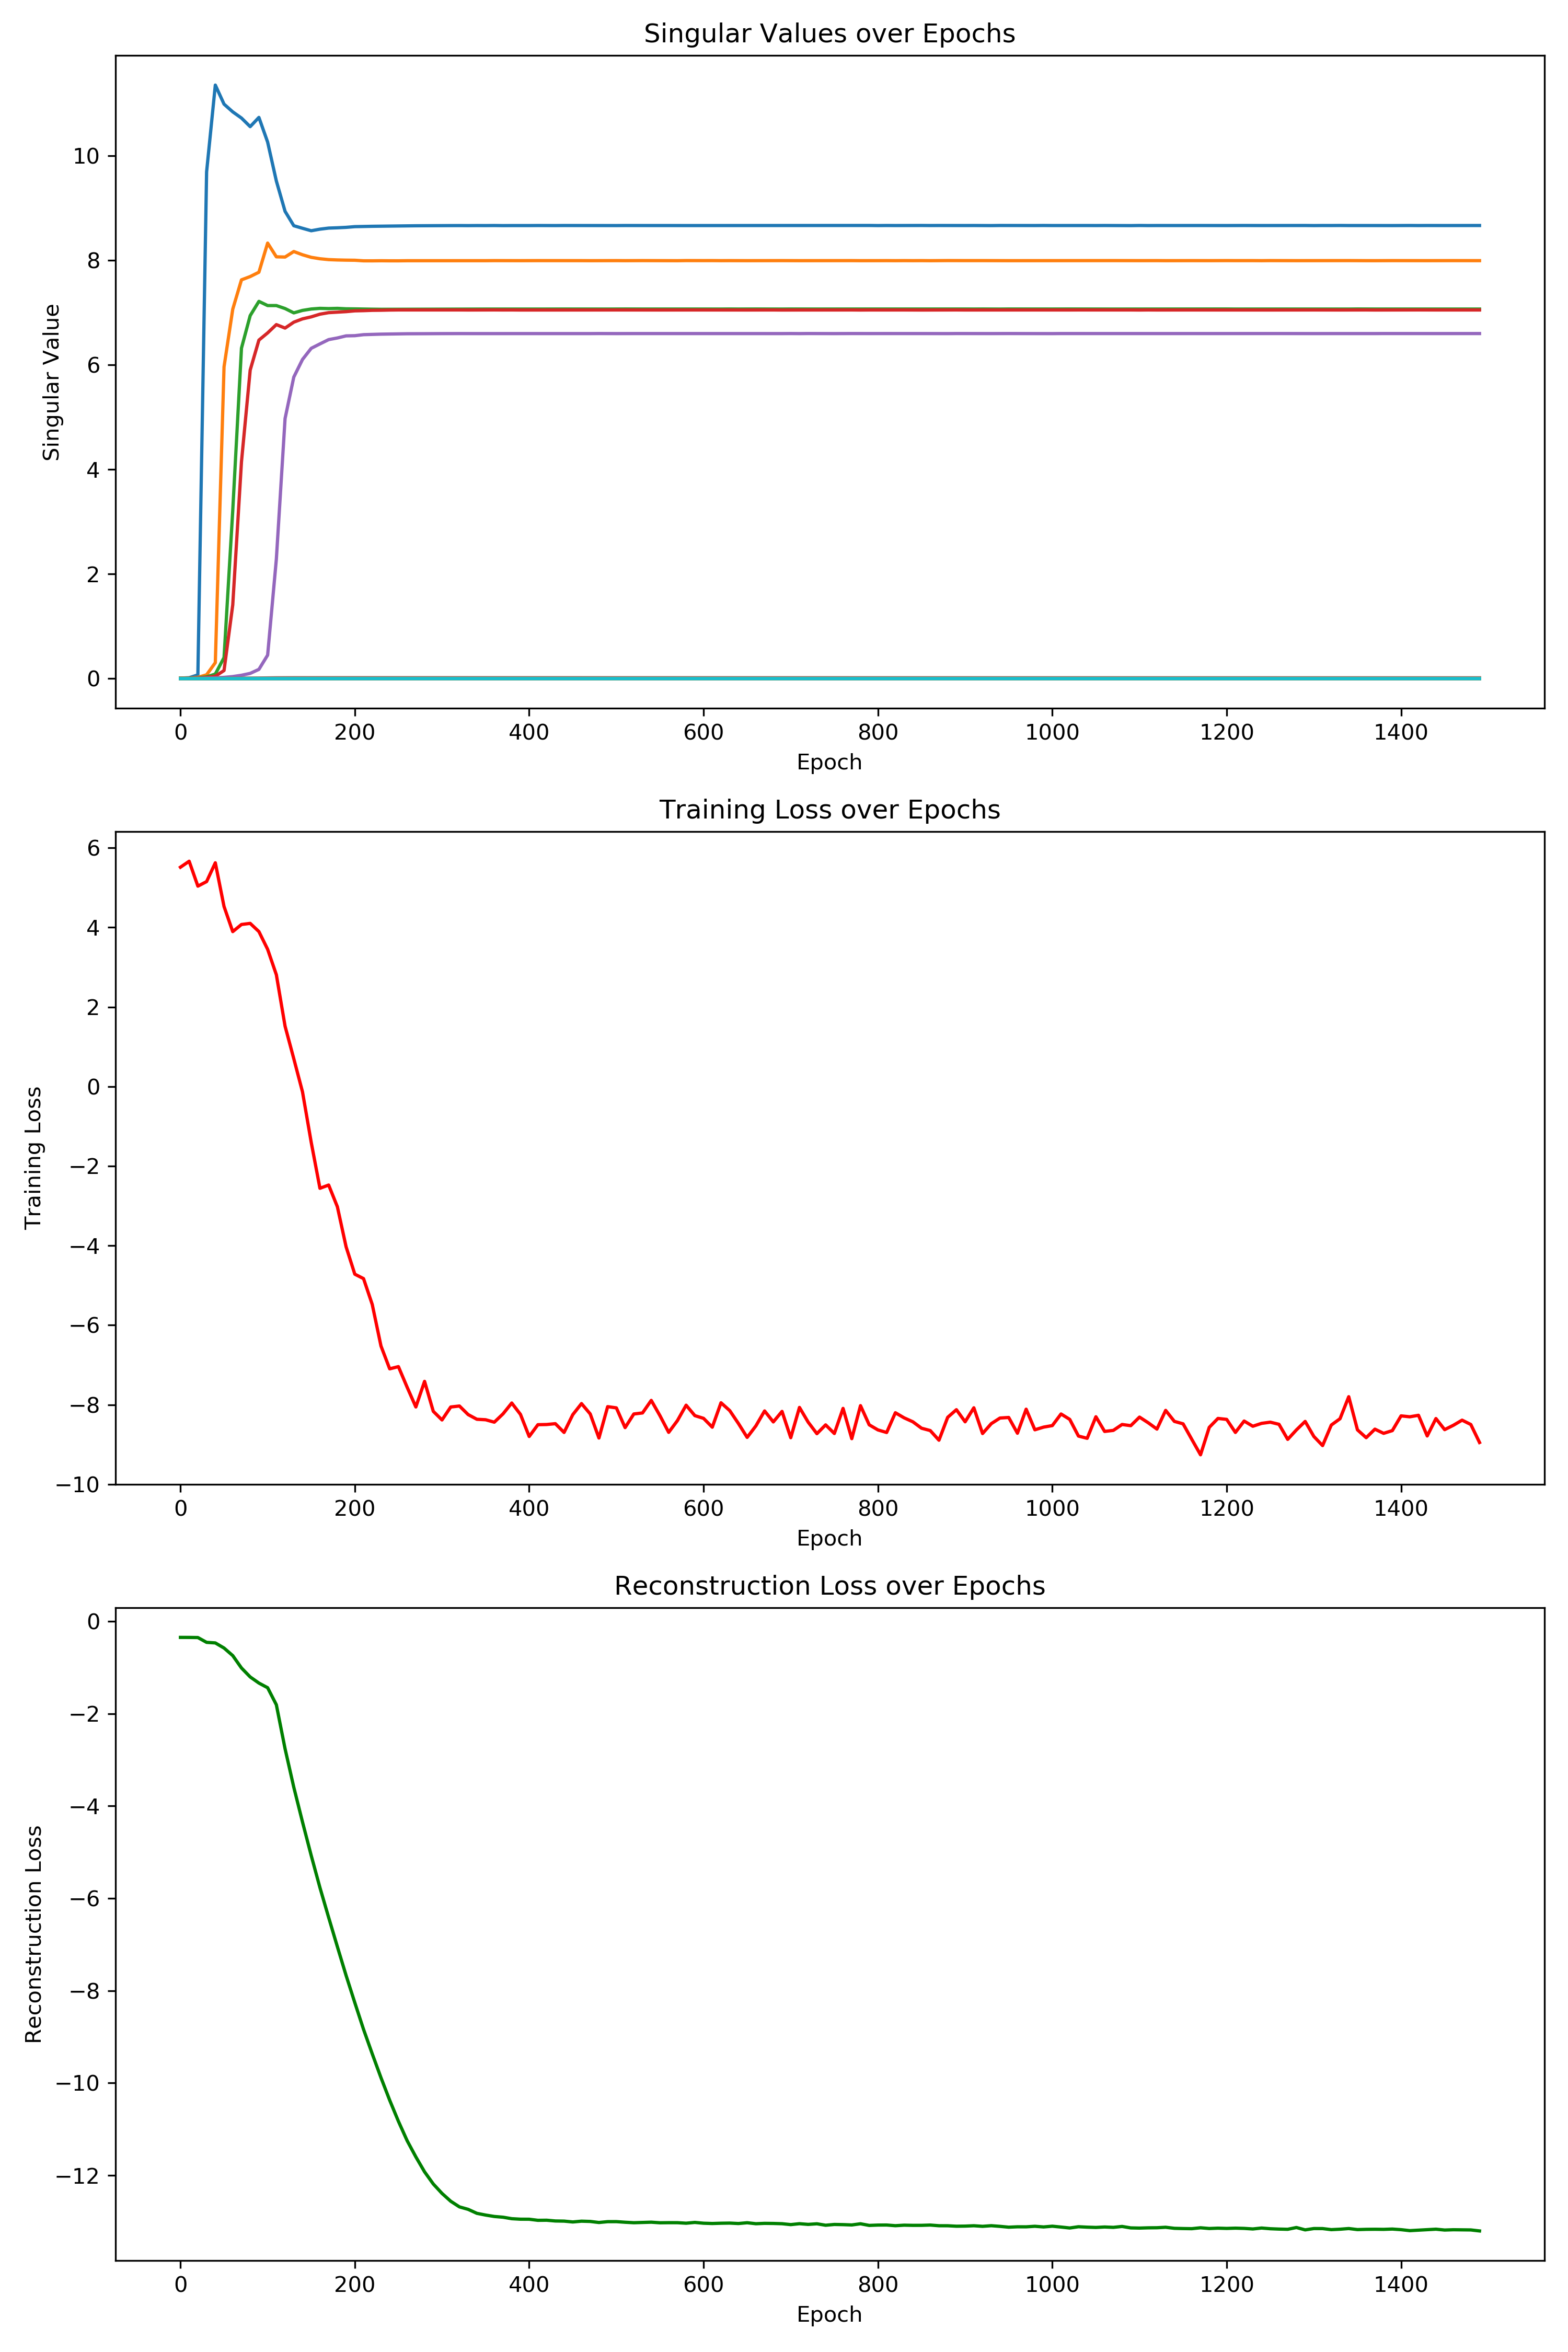 Singular Values over Epochs
10
8
6
4
2
0
Singular Value
0 200 400 600 800 1000 1200 1400
Epoch
Training Loss over Epochs
6
4
2
0
−2
−4
−6
−8
−10
Training Loss
0 200 400 600 800 1000 1200 1400
Epoch
Reconstruction Loss over Epochs
0
−2
−4
−6
−8
−10
−12
Reconstruction Loss
0 200 400 600 800 1000 1200 1400
Epoch